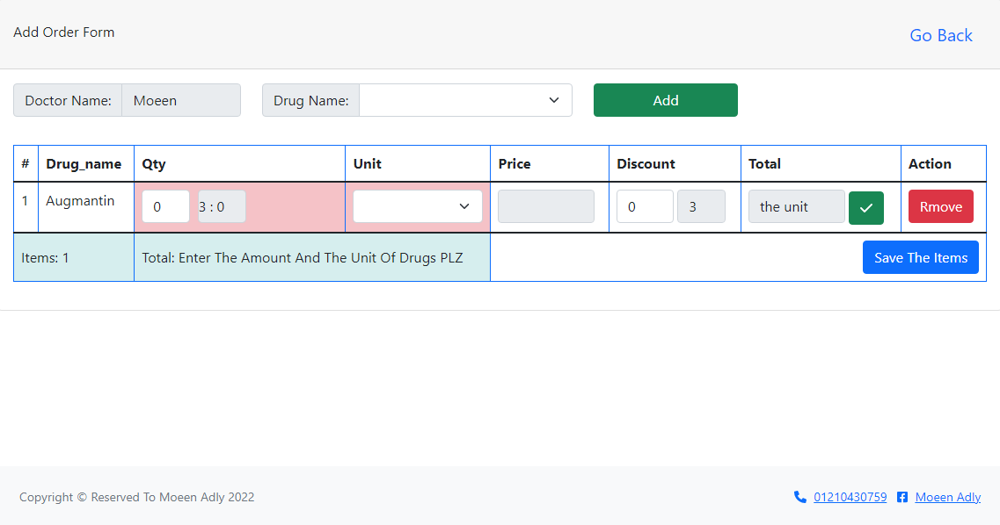 Add Order Form
Go Back
Doctor Name: Moeen Drug Name: Add
# Drug_name Qty Unit Price Discount Total Action
1 Augmantin 0 3 : 0 0 3 the unit Rmove
Items: 1 Total: Enter The Amount And The Unit Of Drugs PLZ Save The Items
Copyright © Reserved To Moeen Adly 2022 01210430759 Moeen Adly